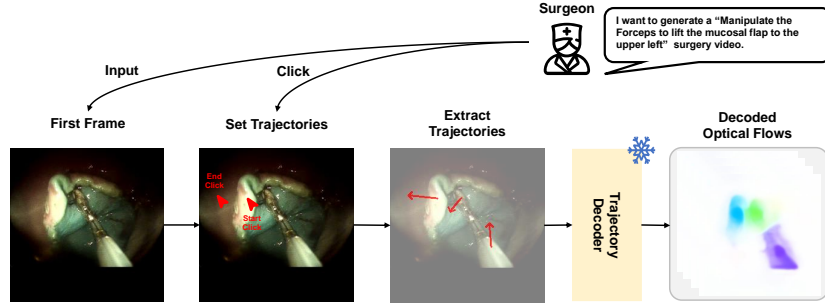 Surgeon
I want to generate a “Manipulate the
Forceps to lift the mucosal flap to the
upper left” surgery video.
Input
Click
First Frame
Set Trajectories
Extract
Trajectories
Decoded
Optical Flows
End
Click
Start
Click
Trajectory
Decoder